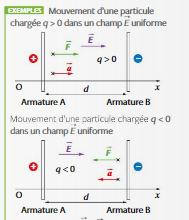 EXEMPLES Mouvement d'une particule
chargée q > 0 dans un champ E uniforme
E
F
q > 0
a
d
O x
Armature A Armature B
Mouvement d'une particule chargée q < 0
dans un champ E uniforme
E
F
q < 0
a
d
O x
Armature A Armature B